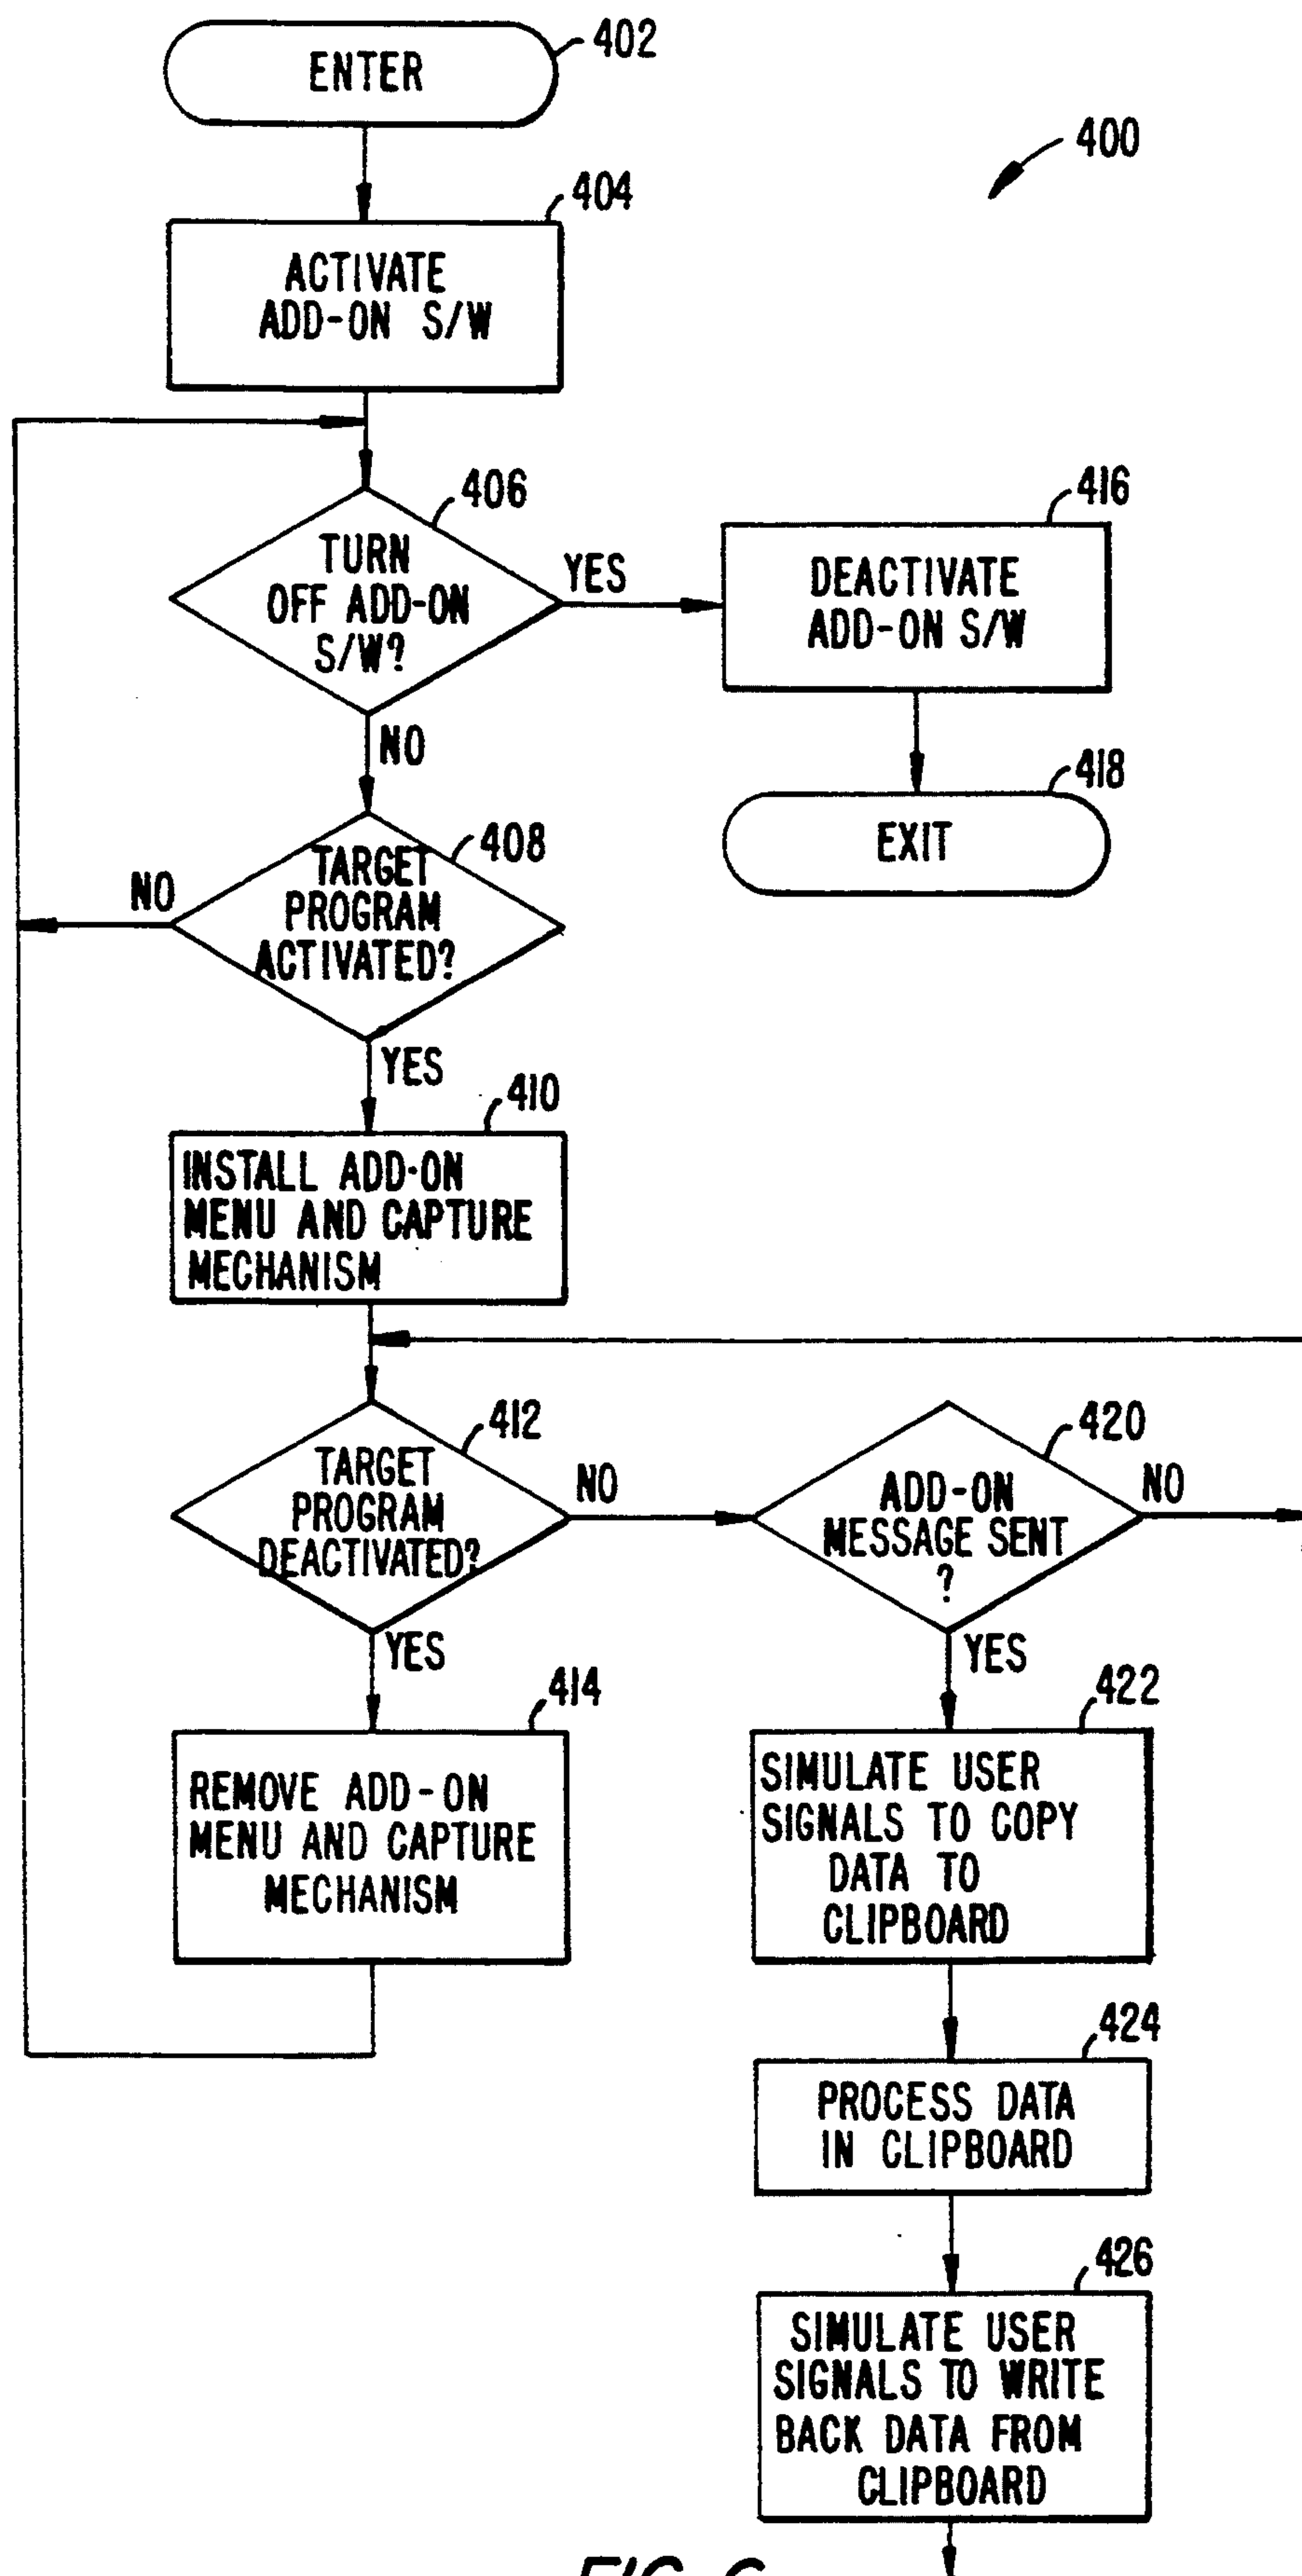 402
ENTER
400
404
ACTIVATE
ADD-ON S/W
406
TURN
OFF ADD-ON
S/W?
YES
416
DEACTIVATE
ADD-ON S/W
NO
418
EXIT
408
TARGET
PROGRAM
ACTIVATED?
NO
YES
410
INSTALL ADD-ON
MENU AND CAPTURE
MECHANISM
412
TARGET
PROGRAM
DEACTIVATED?
NO
420
ADD-ON
MESSAGE SENT
?
NO
YES
YES
414
REMOVE ADD-ON
MENU AND CAPTURE
MECHANISM
422
SIMULATE USER
SIGNALS TO COPY
DATA TO
CLIPBOARD
424
PROCESS DATA
IN CLIPBOARD
426
SIMULATE USER
SIGNALS TO WRITE
BACK DATA FROM
CLIPBOARD